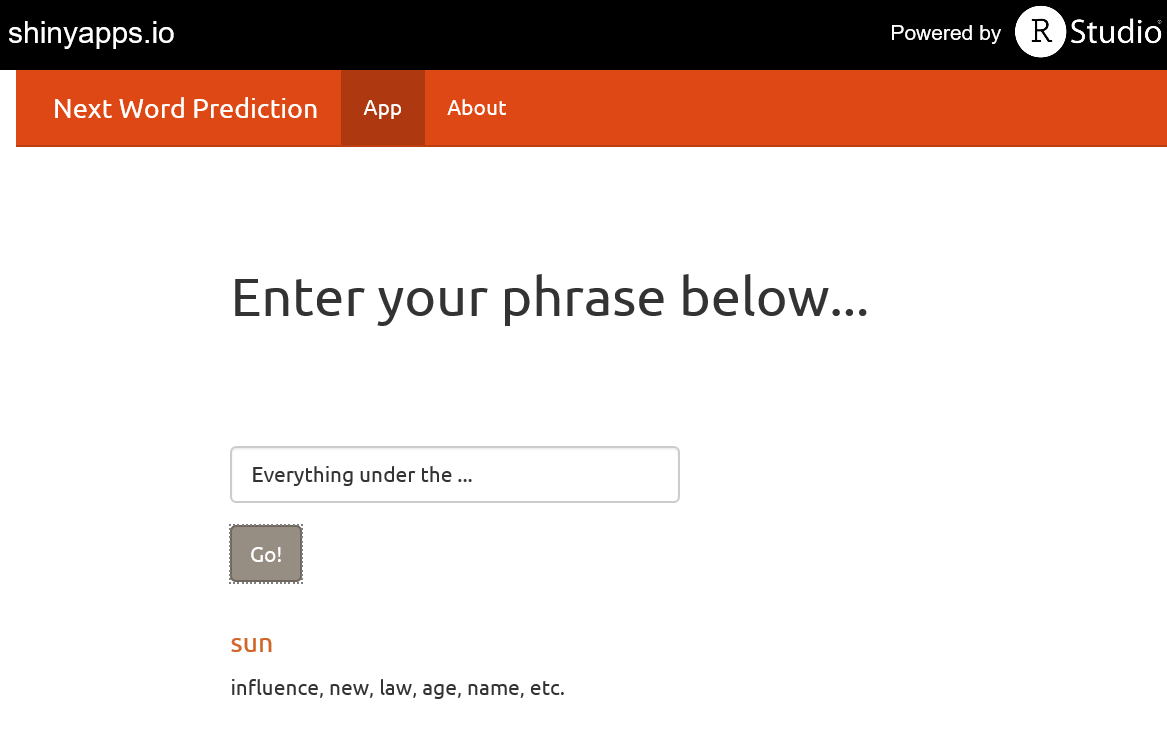 shinyapps.io
Powered by R Studio®
Next Word Prediction App About
Enter your phrase below...
Everything under the ...
Go!
sun
influence, new, law, age, name, etc.